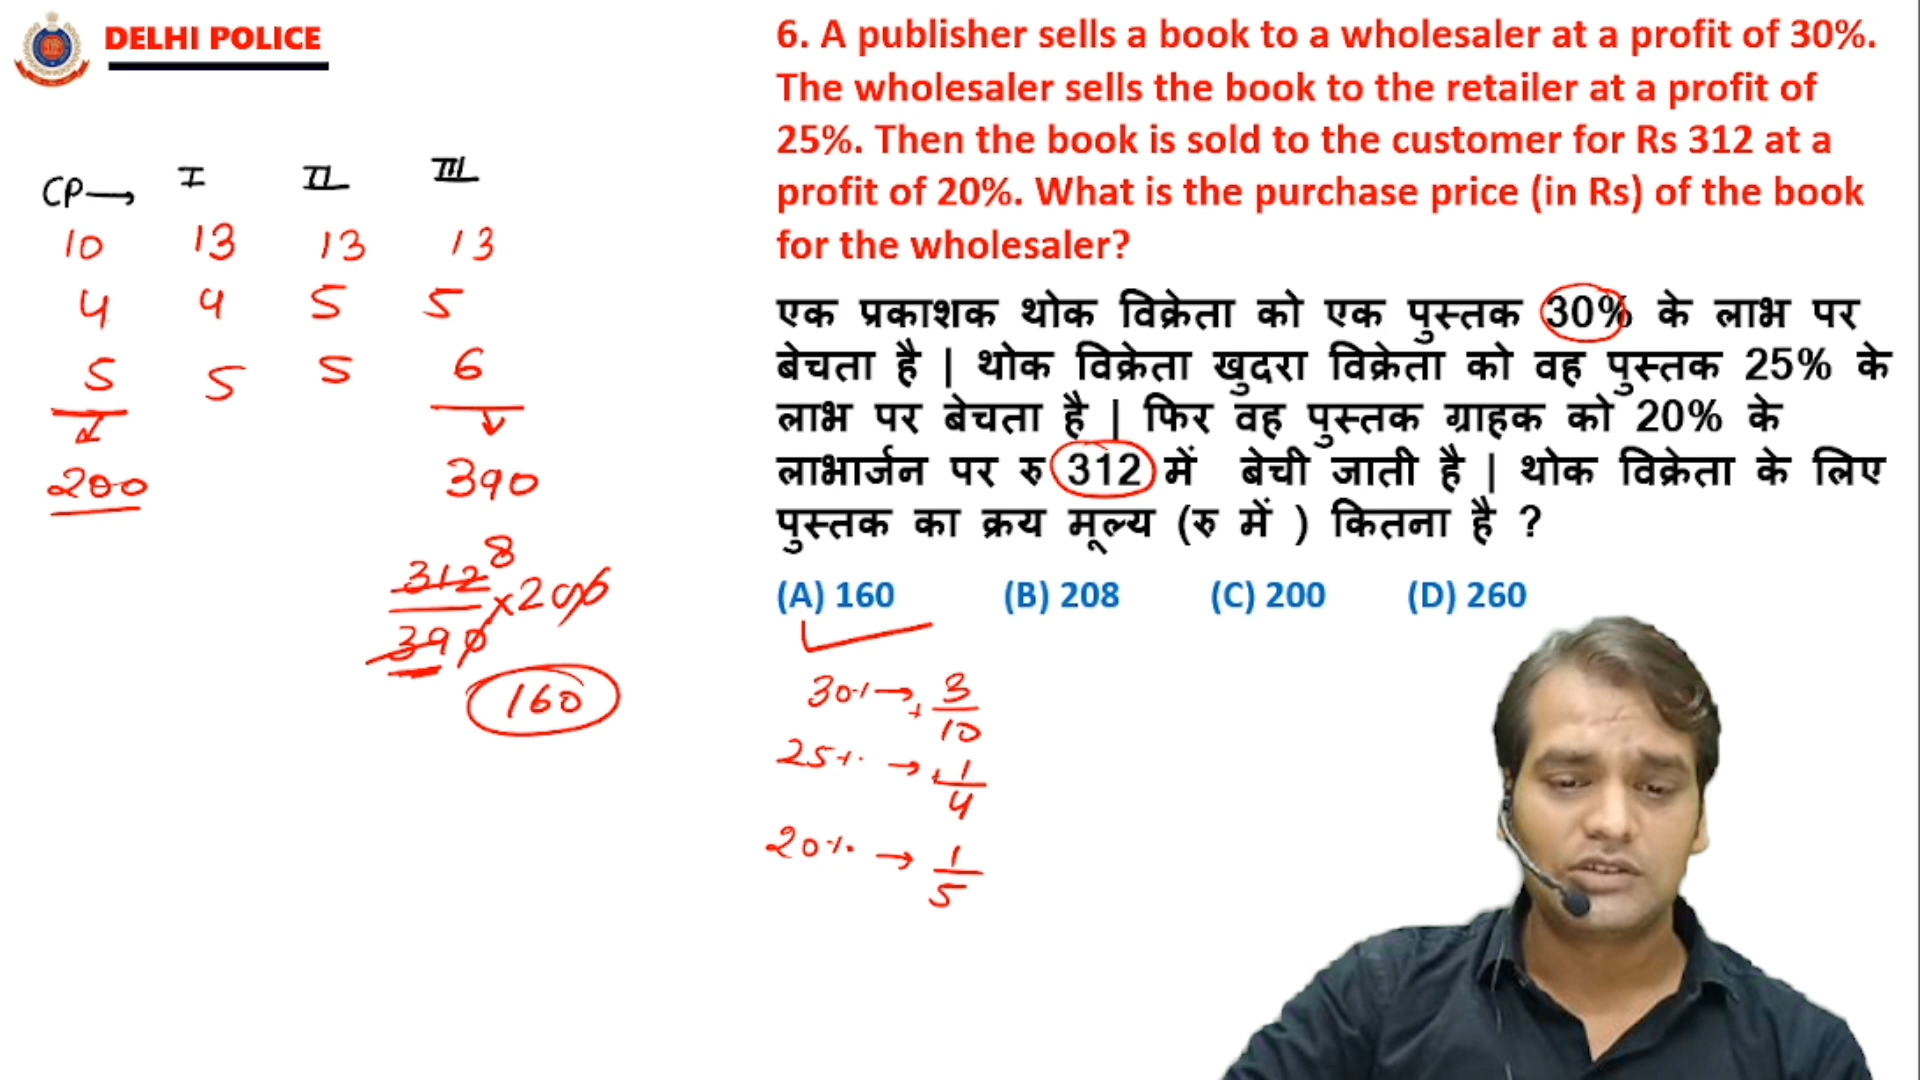 DELHI POLICE
6. A publisher sells a book to a wholesaler at a profit of 30%.
The wholesaler sells the book to the retailer at a profit of
25%. Then the book is sold to the customer for Rs 312 at a
profit of 20%. What is the purchase price (in Rs) of the book
for the wholesaler?
एक प्रकाशक थोक विक्रेता को एक पुस्तक 30% के लाभ पर
बेचता है | थोक विक्रेता खुदरा विक्रेता को वह पुस्तक 25% के
लाभ पर बेचता है | फिर वह पुस्तक ग्राहक को 20% के
लाभार्जन पर रु 312 में बेची जाती है | थोक विक्रेता के लिए
पुस्तक का क्रय मूल्य (रु में ) कितना है ?
(A) 160 (B) 208 (C) 200 (D) 260
CP→ I II III
10 13 13 13
4 4 5 5
5 5 5 6
200 390
8
312/390 × 200
160
30% → + 3/10
25% → + 1/4
20% → 1/5